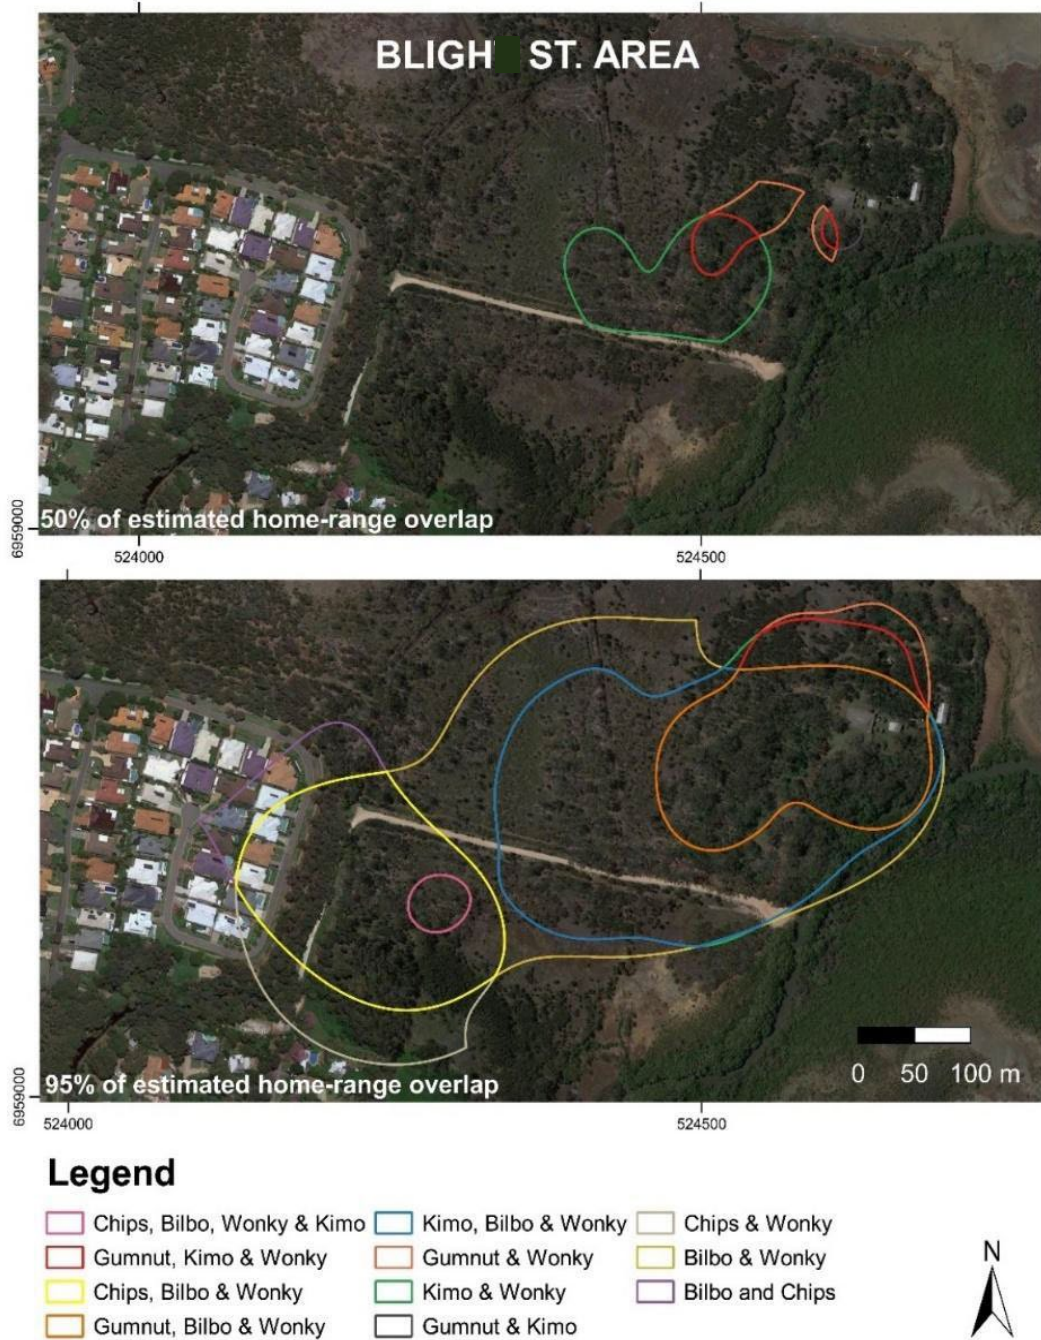 BLIGH ST. AREA
50% of estimated home-range overlap
6959000
524000
524500
95% of estimated home-range overlap
0 50 100 m
6959000
524000
524500
Legend
Chips, Bilbo, Wonky & Kimo
Gumnut, Kimo & Wonky
Chips, Bilbo & Wonky
Gumnut, Bilbo & Wonky
Kimo, Bilbo & Wonky
Gumnut & Wonky
Kimo & Wonky
Gumnut & Kimo
Chips & Wonky
Bilbo & Wonky
Bilbo and Chips
N